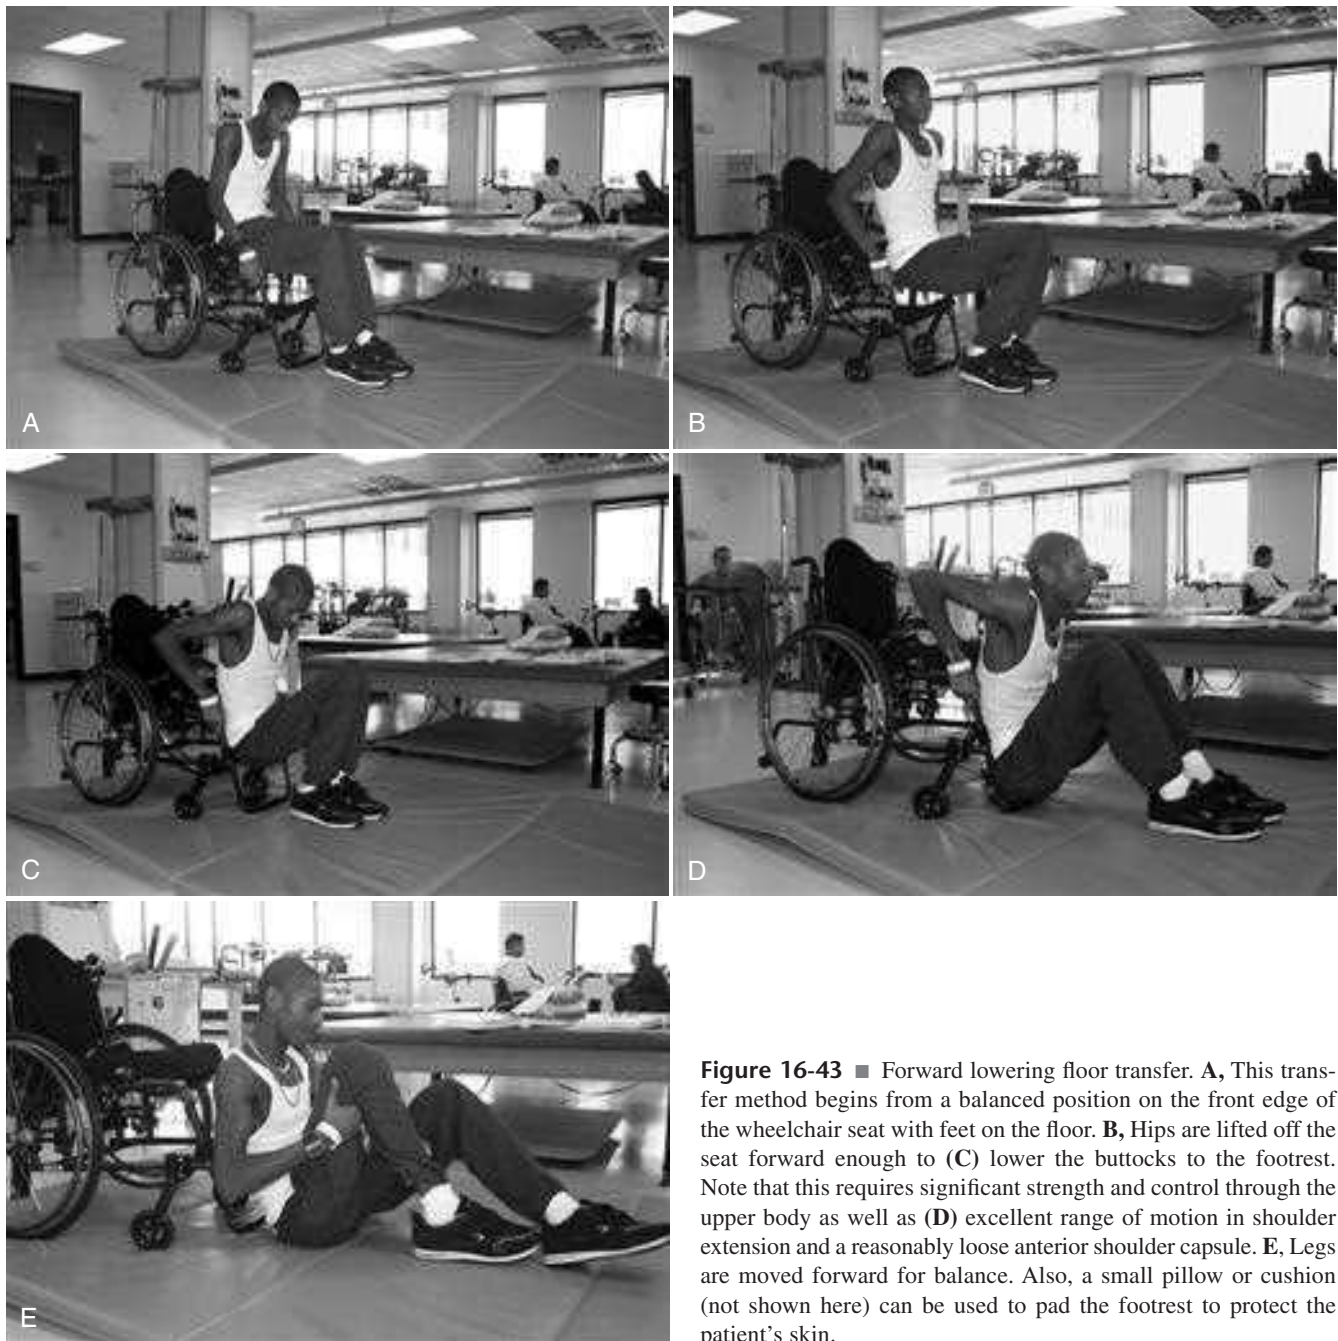 A
B
C
D
E
Figure 16-43 ■ Forward lowering floor transfer. A, This trans-
fer method begins from a balanced position on the front edge of
the wheelchair seat with feet on the floor. B, Hips are lifted off the
seat forward enough to (C) lower the buttocks to the footrest.
Note that this requires significant strength and control through the
upper body as well as (D) excellent range of motion in shoulder
extension and a reasonably loose anterior shoulder capsule. E, Legs
are moved forward for balance. Also, a small pillow or cushion
(not shown here) can be used to pad the footrest to protect the
patient's skin.